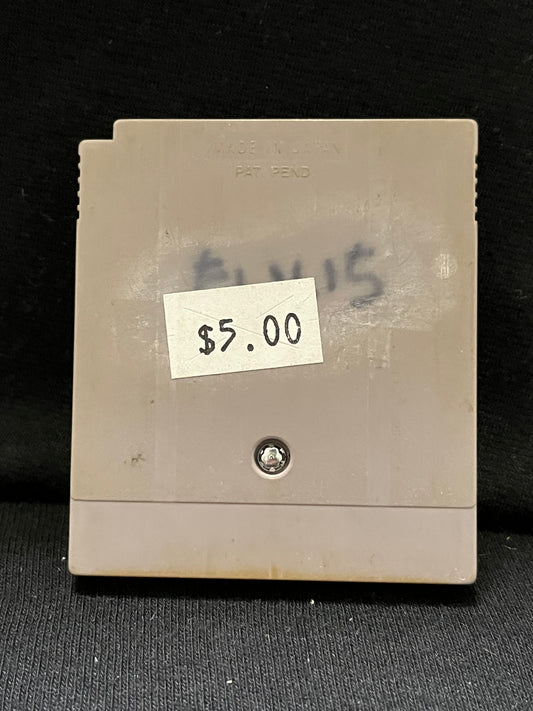 MADE IN JAPAN
PAT. PEND.
ELVIS
$5.00